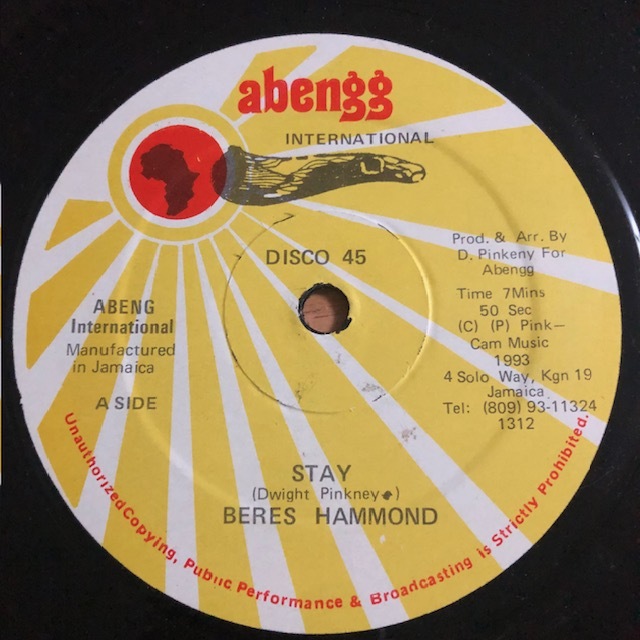 abengg
INTERNATIONAL
DISCO 45
Prod. & Arr. By
D. Pinkeny For
Abengg
Time 7Mins
50 Sec
(C) (P) Pink-
Cam Music
1993
4 Solo Way, Kgn 19
Jamaica
Tel: (809) 93-11324
1312
ABENG
International
Manufactured
in Jamaica
A SIDE
STAY
(Dwight Pinkney)
BERES HAMMOND
Unauthorized Copying, Public Performance & Broadcasting is Strictly Prohibited.